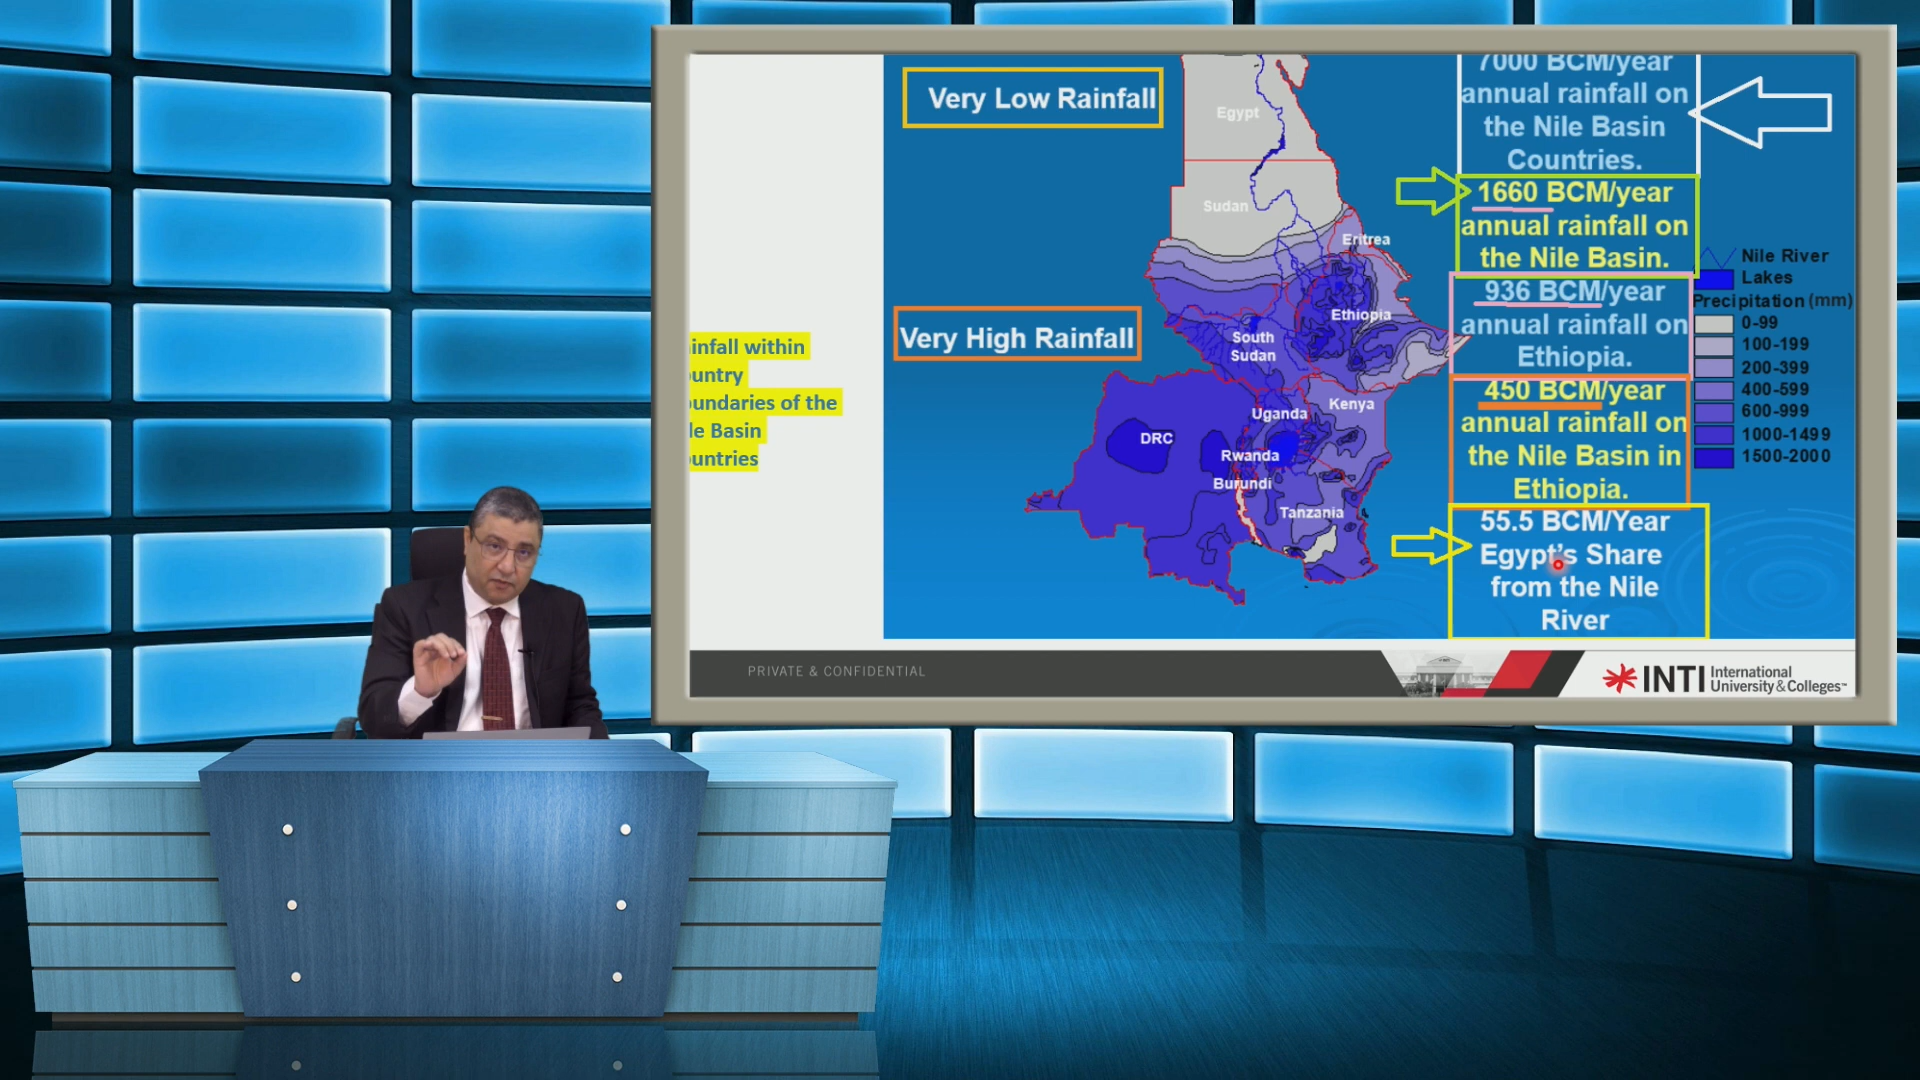 7000 BCM/year
annual rainfall on
the Nile Basin
Countries.
Very Low Rainfall
Egypt
1660 BCM/year
annual rainfall on
the Nile Basin.
Sudan
Eritrea
Nile River
Lakes
Precipitation (mm)
0-99
100-199
200-399
400-599
600-999
1000-1499
1500-2000
936 BCM/year
annual rainfall on
Ethiopia.
Ethiopia
Very High Rainfall
South
Sudan
infall within
ountry
oundaries of the
le Basin
ountries
450 BCM/year
annual rainfall on
the Nile Basin in
Ethiopia.
Uganda
Kenya
DRC
Rwanda
Burundi
Tanzania
55.5 BCM/Year
Egypt's Share
from the Nile
River
PRIVATE & CONFIDENTIAL
INTI International
University & Colleges